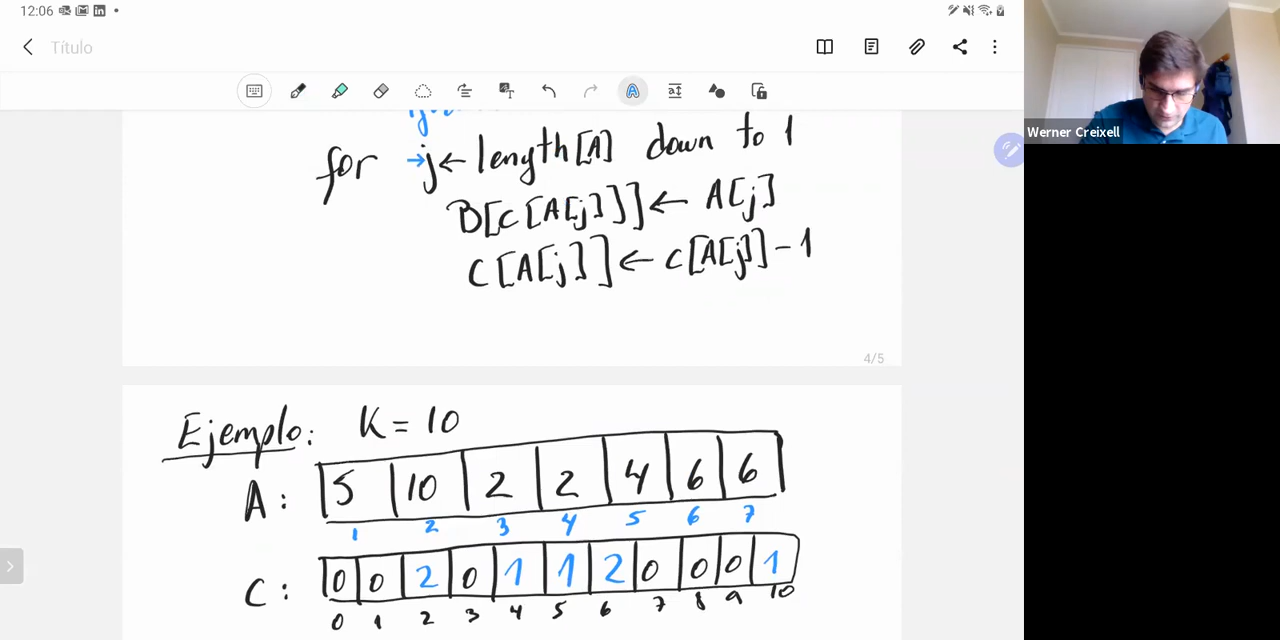 12:06
Título
for →j←length[A] down to 1
B[C[A[j]]]← A[j]
C[A[j]]← C[A[j]]-1
4/5
Ejemplo: K = 10
A: 5 10 2 2 4 6 6
1 2 3 4 5 6 7
C: 0 0 2 0 1 1 2 0 0 0 1
0 1 2 3 4 5 6 7 8 9 10
Werner Creixell